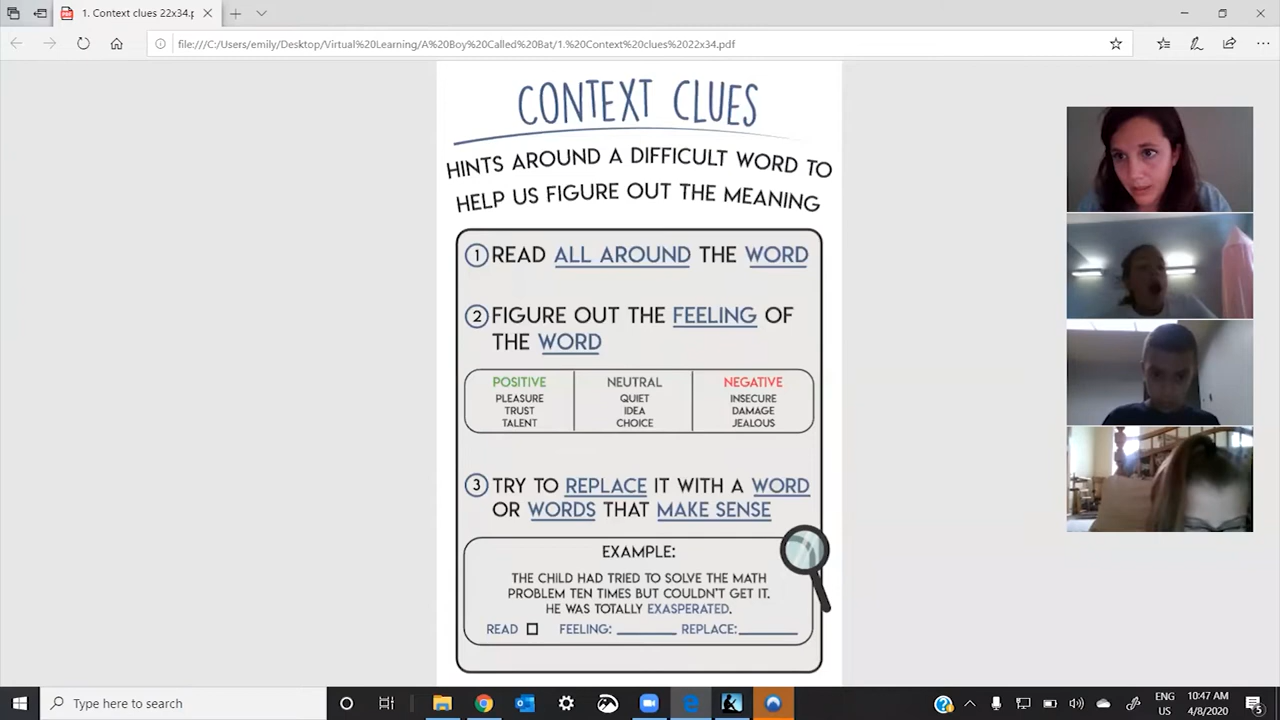 1. Context clues 22x34.p
file:///C:/Users/emily/Desktop/Virtual%20Learning/A%20Boy%20Called%20Bat/1.%20Context%20clues%2022x34.pdf
CONTEXT CLUES
HINTS AROUND A DIFFICULT WORD TO
HELP US FIGURE OUT THE MEANING
1 READ ALL AROUND THE WORD
2 FIGURE OUT THE FEELING OF
THE WORD
POSITIVE NEUTRAL NEGATIVE
PLEASURE QUIET INSECURE
TRUST IDEA DAMAGE
TALENT CHOICE JEALOUS
3 TRY TO REPLACE IT WITH A WORD
OR WORDS THAT MAKE SENSE
EXAMPLE:
THE CHILD HAD TRIED TO SOLVE THE MATH
PROBLEM TEN TIMES BUT COULDN'T GET IT.
HE WAS TOTALLY EXASPERATED.
READ FEELING: ________ REPLACE:________
Type here to search
ENG 10:47 AM
US 4/8/2020 5